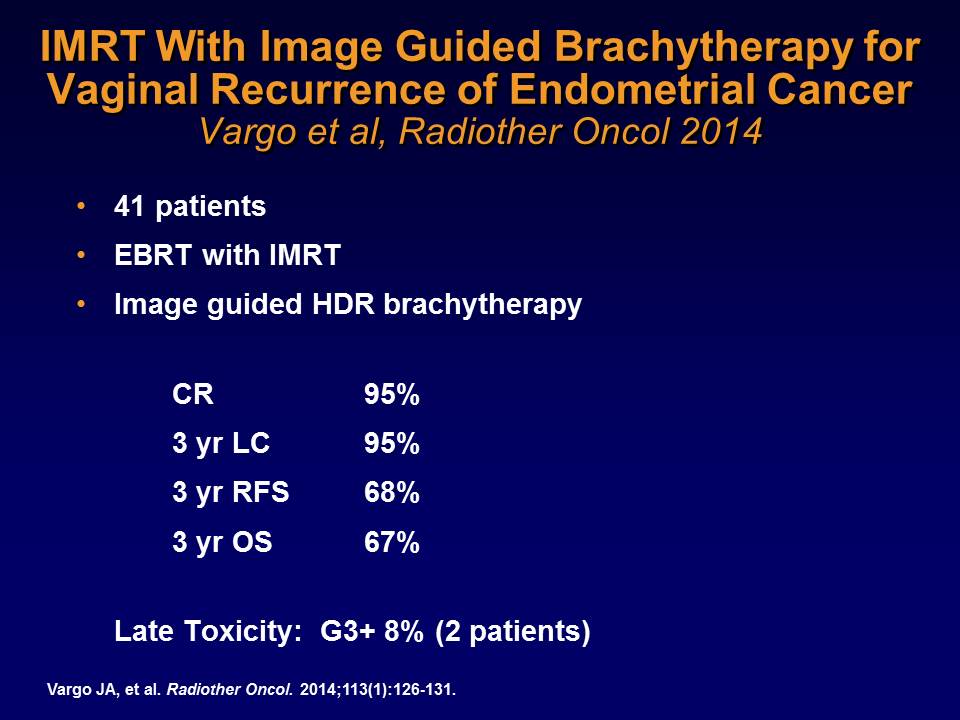 IMRT With Image Guided Brachytherapy for
Vaginal Recurrence of Endometrial Cancer
Vargo et al, Radiother Oncol 2014
• 41 patients
• EBRT with IMRT
• Image guided HDR brachytherapy
CR 95%
3 yr LC 95%
3 yr RFS 68%
3 yr OS 67%
Late Toxicity: G3+ 8% (2 patients)
Vargo JA, et al. Radiother Oncol. 2014;113(1):126-131.